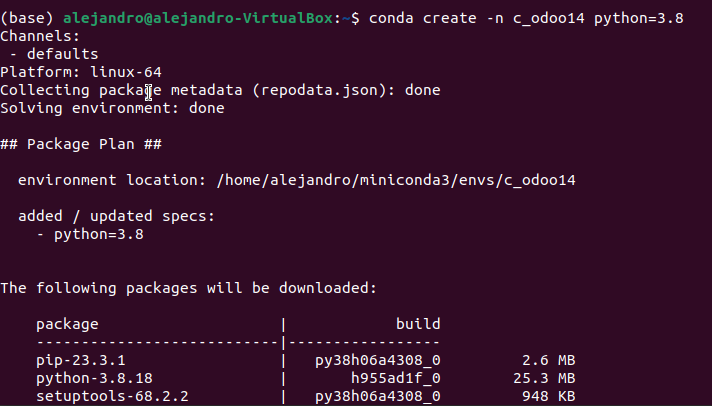 (base) alejandro@alejandro-VirtualBox:~$ conda create -n c_odoo14 python=3.8
Channels:
 - defaults
Platform: linux-64
Collecting package metadata (repodata.json): done
Solving environment: done

## Package Plan ##

  environment location: /home/alejandro/miniconda3/envs/c_odoo14

  added / updated specs:
    - python=3.8


The following packages will be downloaded:

    package                    |            build
    ---------------------------|-----------------
    pip-23.3.1                 |   py38h06a4308_0         2.6 MB
    python-3.8.18              |       h955ad1f_0        25.3 MB
    setuptools-68.2.2          |   py38h06a4308_0         948 KB